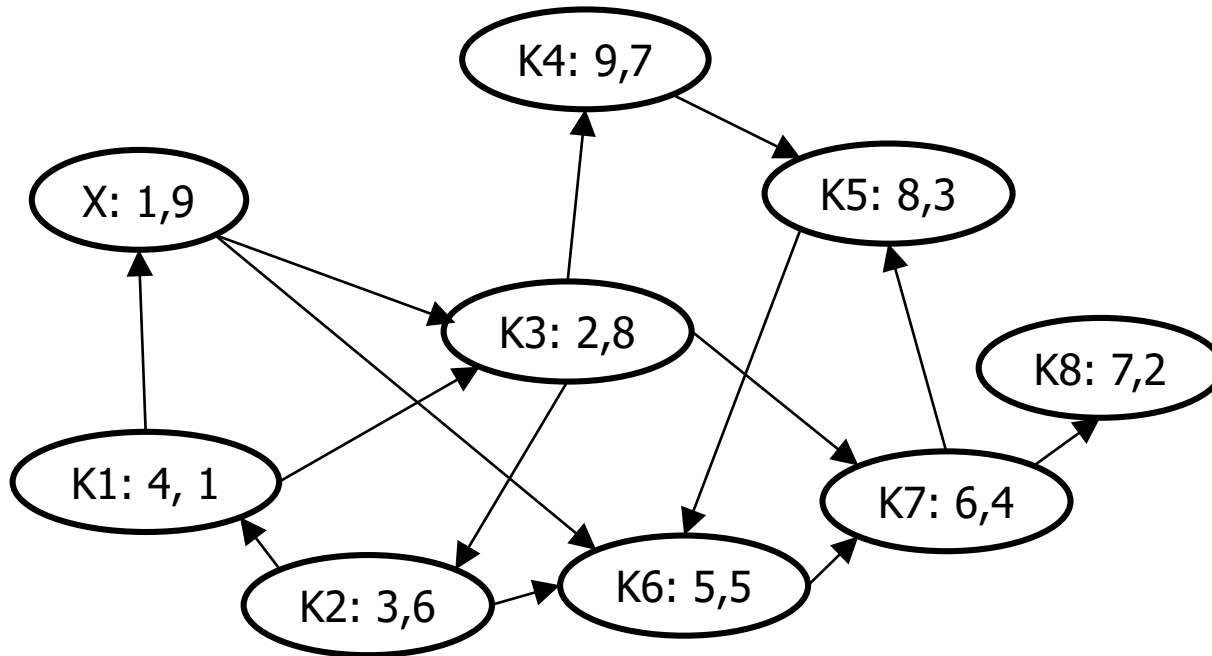 K4: 9,7
X: 1,9
K5: 8,3
K3: 2,8
K8: 7,2
K1: 4, 1
K7: 6,4
K2: 3,6
K6: 5,5